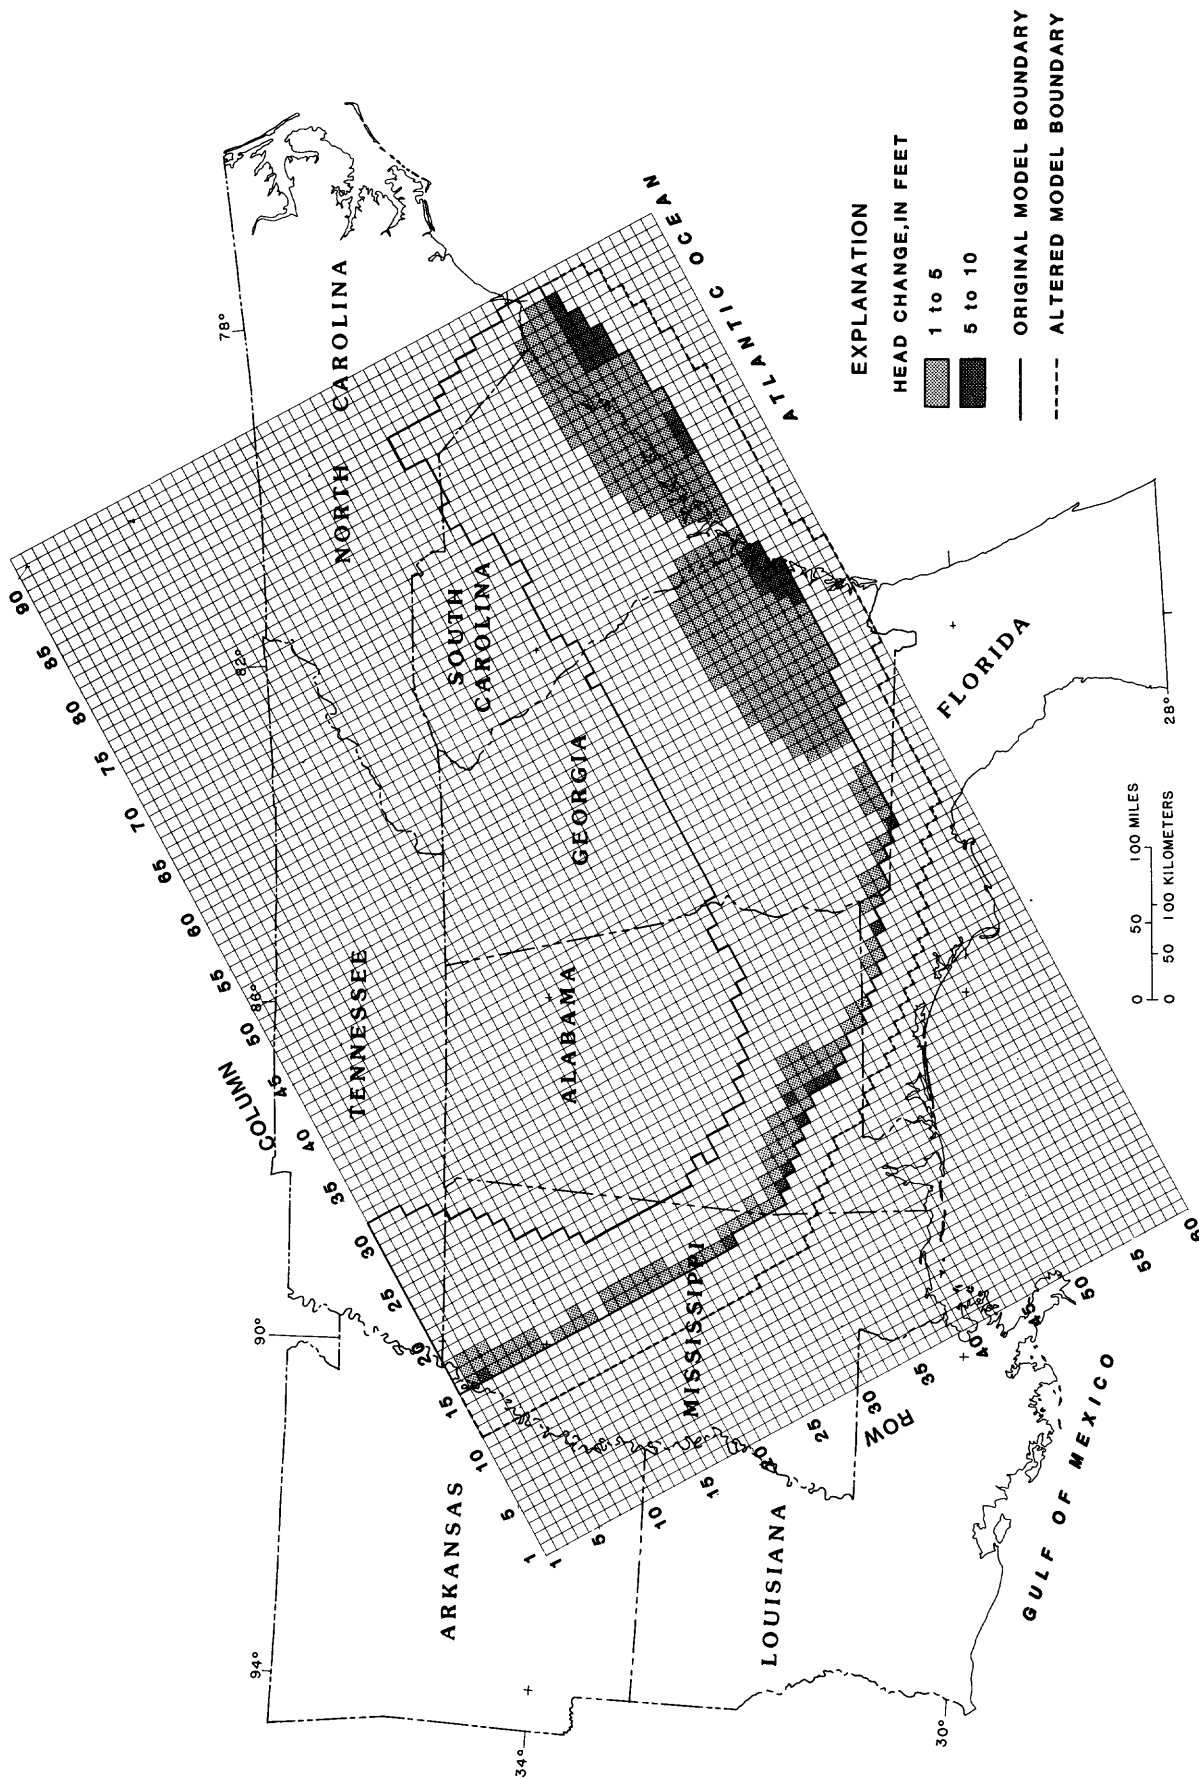 94°
90°
86°
82°
78°
34°
30°
28°
COLUMN
1
5
10
15
20
25
30
35
40
45
50
55
60
65
70
75
80
85
90
ROW
1
5
10
15
20
25
30
35
40
45
50
55
60
ARKANSAS
LOUISIANA
MISSISSIPPI
TENNESSEE
ALABAMA
GEORGIA
SOUTH
CAROLINA
NORTH CAROLINA
FLORIDA
GULF OF MEXICO
ATLANTIC OCEAN
0 50 100 MILES
0 50 100 KILOMETERS
EXPLANATION
HEAD CHANGE, IN FEET
1 to 5
5 to 10
ORIGINAL MODEL BOUNDARY
ALTERED MODEL BOUNDARY